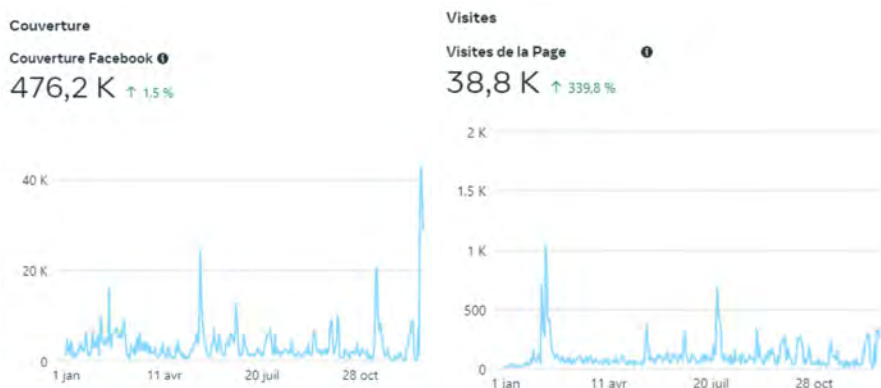 Couverture
Couverture Facebook
476,2 K ↑ 1,5 %
40 K
20 K
0
1 jan 11 avr 20 juil 28 oct
Visites
Visites de la Page
38,8 K ↑ 339,8 %
2 K
1.5 K
1 K
500
0
1 jan 11 avr 20 juil 28 oct